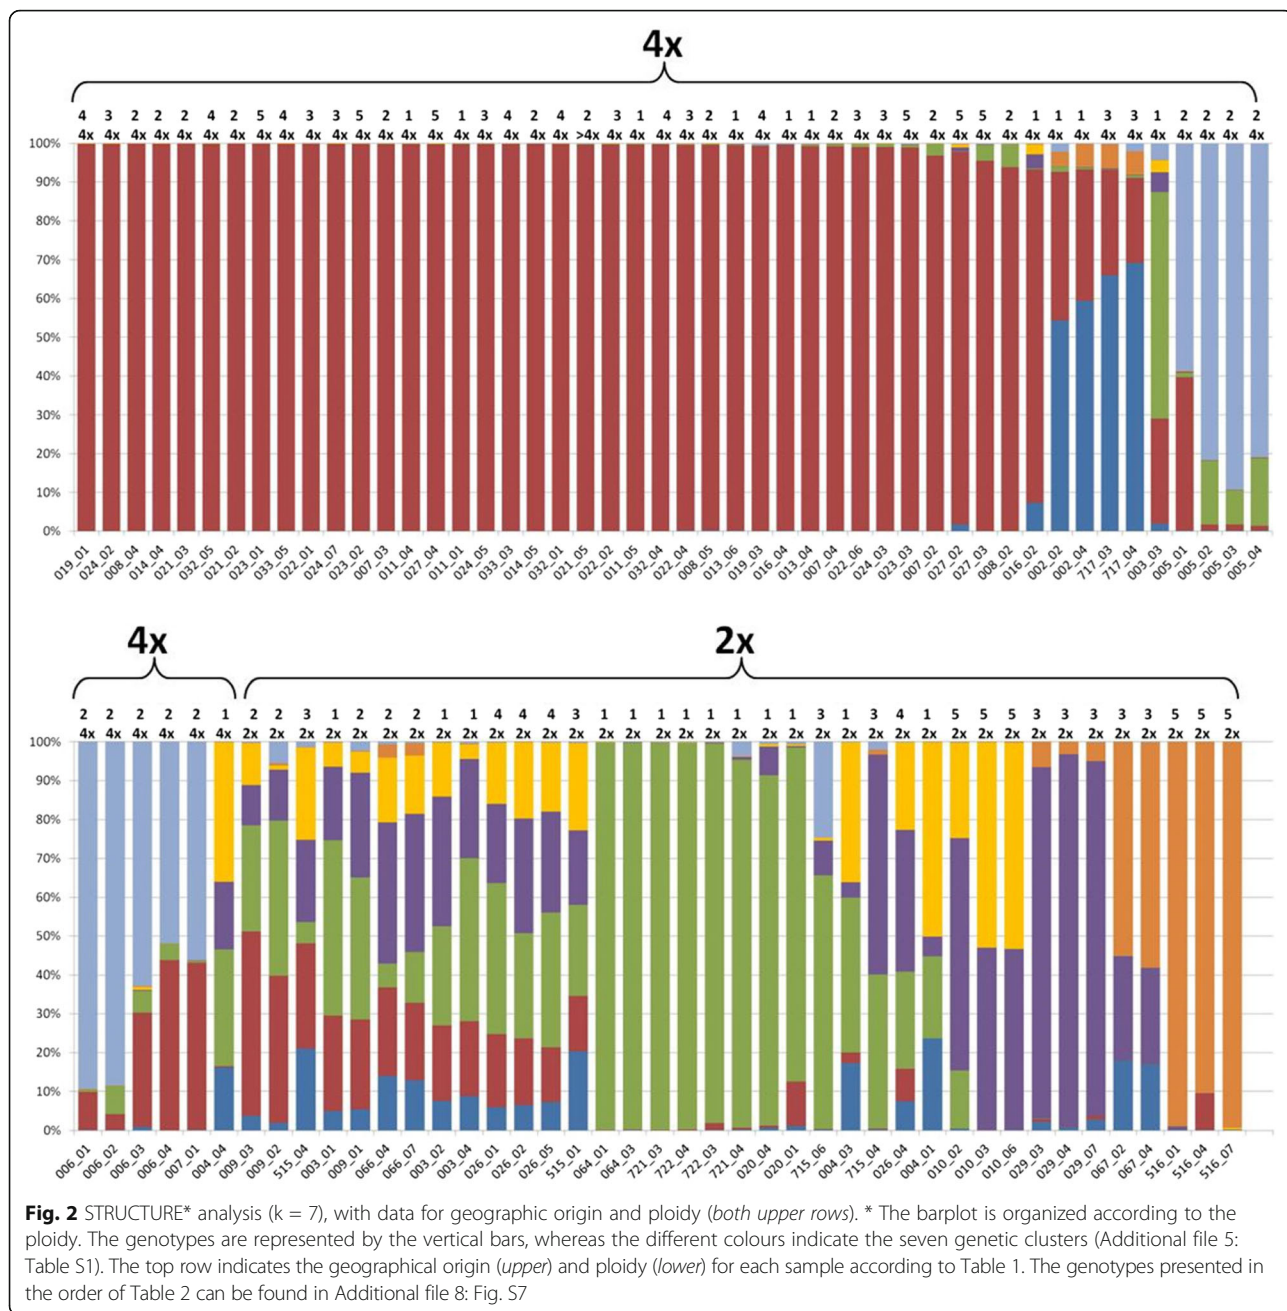 4x
4 3 2 2 2 4 2 5 4 3 3 5 2 1 5 1 3 4 2 4 2 3 1 4 3 2 1 4 1 1 2 3 3 5 2 5 5 2 1 1 1 3 3 1 2 2 2 2
4x 4x 4x 4x 4x 4x 4x 4x 4x 4x 4x 4x 4x 4x 4x 4x 4x 4x 4x 4x >4x 4x 4x 4x 4x 4x 4x 4x 4x 4x 4x 4x 4x 4x 4x 4x 4x 4x 4x 4x 4x 4x 4x 4x 4x 4x 4x 4x
100%
90%
80%
70%
60%
50%
40%
30%
20%
10%
0%
019_01 024_02 008_04 014_04 021_03 032_05 021_02 023_01 033_05 022_01 024_07 023_02 007_03 011_04 027_04 011_01 024_05 033_03 014_05 032_01 021_05 022_02 011_05 032_04 022_04 008_05 013_06 019_03 016_04 013_04 007_04 022_06 024_03 023_03 007_02 027_02 027_03 008_02 016_02 002_02 002_04 717_03 717_04 003_03 005_01 005_02 005_03 005_04
4x 2x
2 2 2 2 2 1 2 2 3 1 2 2 2 1 1 4 4 4 3 1 1 1 1 1 1 1 1 3 1 3 4 1 5 5 5 3 3 3 3 3 5 5 5
4x 4x 4x 4x 4x 4x 2x 2x 2x 2x 2x 2x 2x 2x 2x 2x 2x 2x 2x 2x 2x 2x 2x 2x 2x 2x 2x 2x 2x 2x 2x 2x 2x 2x 2x 2x 2x 2x 2x 2x 2x 2x 2x
100%
90%
80%
70%
60%
50%
40%
30%
20%
10%
0%
006_01 006_02 006_03 006_04 007_01 004_04 009_03 009_02 515_04 003_01 009_01 066_04 066_07 003_02 003_04 026_01 026_02 026_05 515_01 064_01 064_03 721_03 722_04 722_03 721_04 020_04 020_01 715_06 004_03 715_04 026_04 004_01 010_02 010_03 010_06 029_03 029_04 029_07 067_02 067_04 516_01 516_04 516_07
Fig. 2 STRUCTURE* analysis (k = 7), with data for geographic origin and ploidy (both upper rows). * The barplot is organized according to the
ploidy. The genotypes are represented by the vertical bars, whereas the different colours indicate the seven genetic clusters (Additional file 5:
Table S1). The top row indicates the geographical origin (upper) and ploidy (lower) for each sample according to Table 1. The genotypes presented in
the order of Table 2 can be found in Additional file 8: Fig. S7